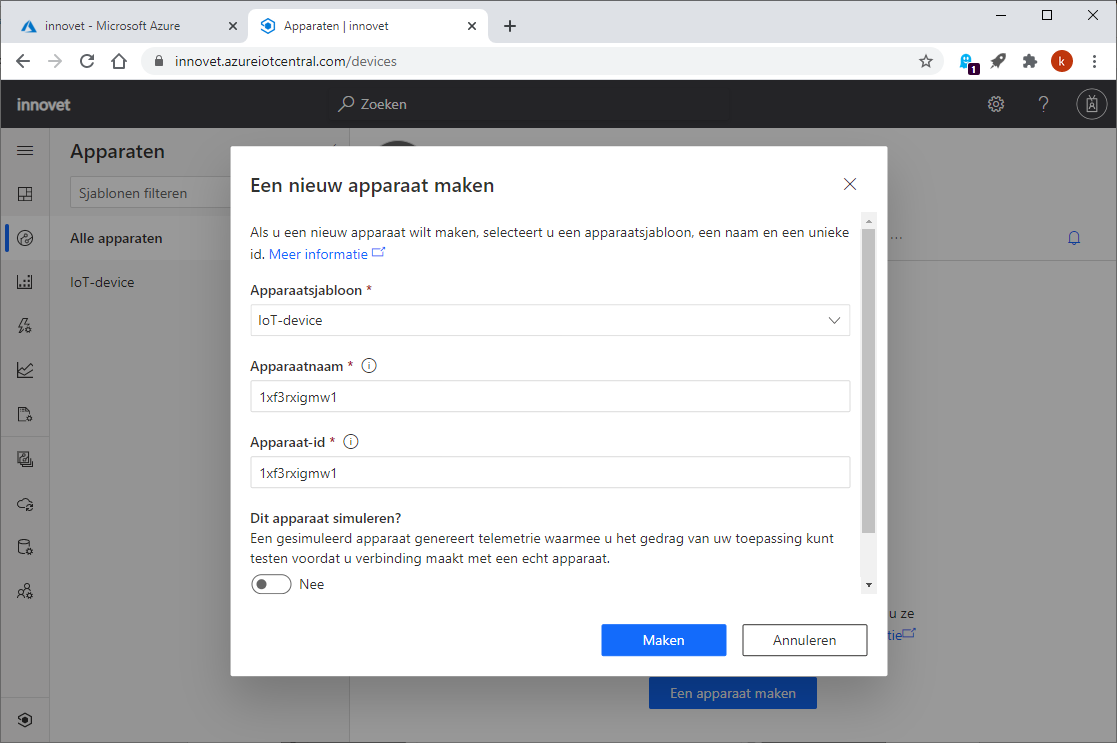 innovet - Microsoft Azure
Apparaten | innovet
innovet.azureiotcentral.com/devices
1
k
innovet
Zoeken
Apparaten
Sjablonen filteren
Alle apparaten
IoT-device
Een nieuw apparaat maken
Als u een nieuw apparaat wilt maken, selecteert u een apparaatsjabloon, een naam en een unieke
id. Meer informatie
Apparaatsjabloon *
IoT-device
Apparaatnaam *
1xf3rxigmw1
Apparaat-id *
1xf3rxigmw1
Dit apparaat simuleren?
Een gesimuleerd apparaat genereert telemetrie waarmee u het gedrag van uw toepassing kunt
testen voordat u verbinding maakt met een echt apparaat.
Nee
u ze
tie
Maken
Annuleren
Een apparaat maken